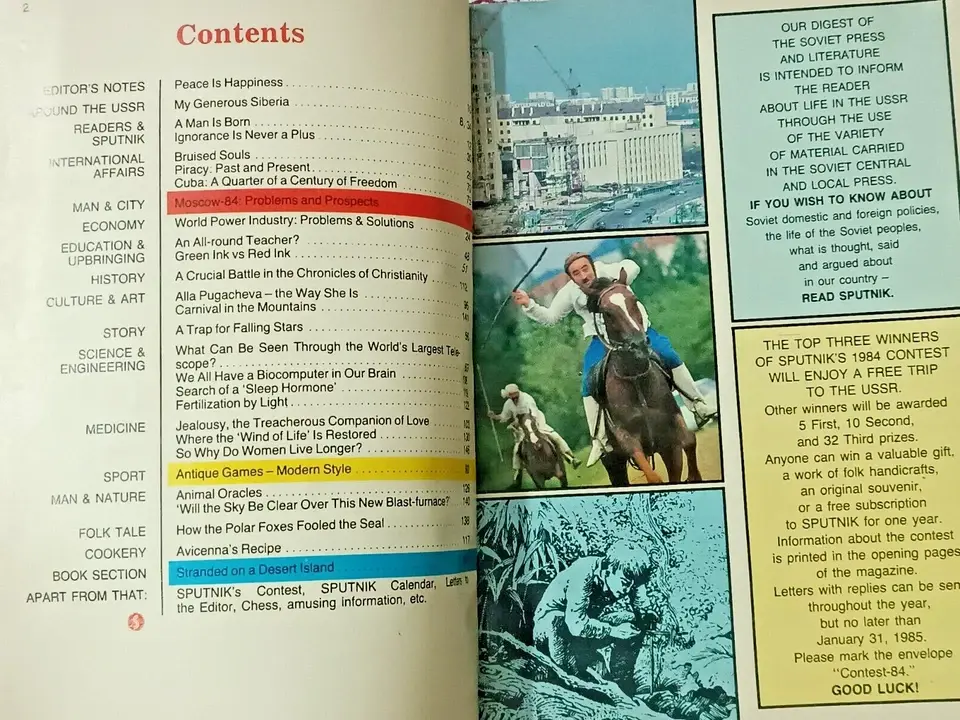 2
Contents
EDITOR'S NOTES
AROUND THE USSR
READERS &
SPUTNIK
INTERNATIONAL
AFFAIRS
MAN & CITY
ECONOMY
EDUCATION &
UPBRINGING
HISTORY
CULTURE & ART
STORY
SCIENCE &
ENGINEERING
MEDICINE
SPORT
MAN & NATURE
FOLK TALE
COOKERY
BOOK SECTION
APART FROM THAT:
Peace Is Happiness
My Generous Siberia
A Man Is Born
Ignorance Is Never a Plus
Bruised Souls
Piracy: Past and Present
Cuba: A Quarter of a Century of Freedom
Moscow-84: Problems and Prospects
World Power Industry: Problems & Solutions
An All-round Teacher?
Green Ink vs Red Ink
A Crucial Battle in the Chronicles of Christianity
Alla Pugacheva – the Way She Is
Carnival in the Mountains
A Trap for Falling Stars
What Can Be Seen Through the World's Largest Tele-
scope?
We All Have a Biocomputer in Our Brain
Search of a 'Sleep Hormone'
Fertilization by Light
Jealousy, the Treacherous Companion of Love
Where the 'Wind of Life' Is Restored
So Why Do Women Live Longer?
Antique Games – Modern Style
Animal Oracles
'Will the Sky Be Clear Over This New Blast-furnace?'
How the Polar Foxes Fooled the Seal 138
Avicenna's Recipe 117
Stranded on a Desert Island
SPUTNIK's Contest, SPUTNIK Calendar, Letters to
the Editor, Chess, amusing information, etc.
OUR DIGEST OF
THE SOVIET PRESS
AND LITERATURE
IS INTENDED TO INFORM
THE READER
ABOUT LIFE IN THE USSR
THROUGH THE USE
OF THE VARIETY
OF MATERIAL CARRIED
IN THE SOVIET CENTRAL
AND LOCAL PRESS.
IF YOU WISH TO KNOW ABOUT
Soviet domestic and foreign policies,
the life of the Soviet peoples,
what is thought, said
and argued about
in our country –
READ SPUTNIK.
THE TOP THREE WINNERS
OF SPUTNIK'S 1984 CONTEST
WILL ENJOY A FREE TRIP
TO THE USSR.
Other winners will be awarded
5 First, 10 Second,
and 32 Third prizes.
Anyone can win a valuable gift,
a work of folk handicrafts,
an original souvenir,
or a free subscription
to SPUTNIK for one year.
Information about the contest
is printed in the opening pages
of the magazine.
Letters with replies can be sen
throughout the year,
but no later than
January 31, 1985.
Please mark the envelope
"Contest-84."
GOOD LUCK!